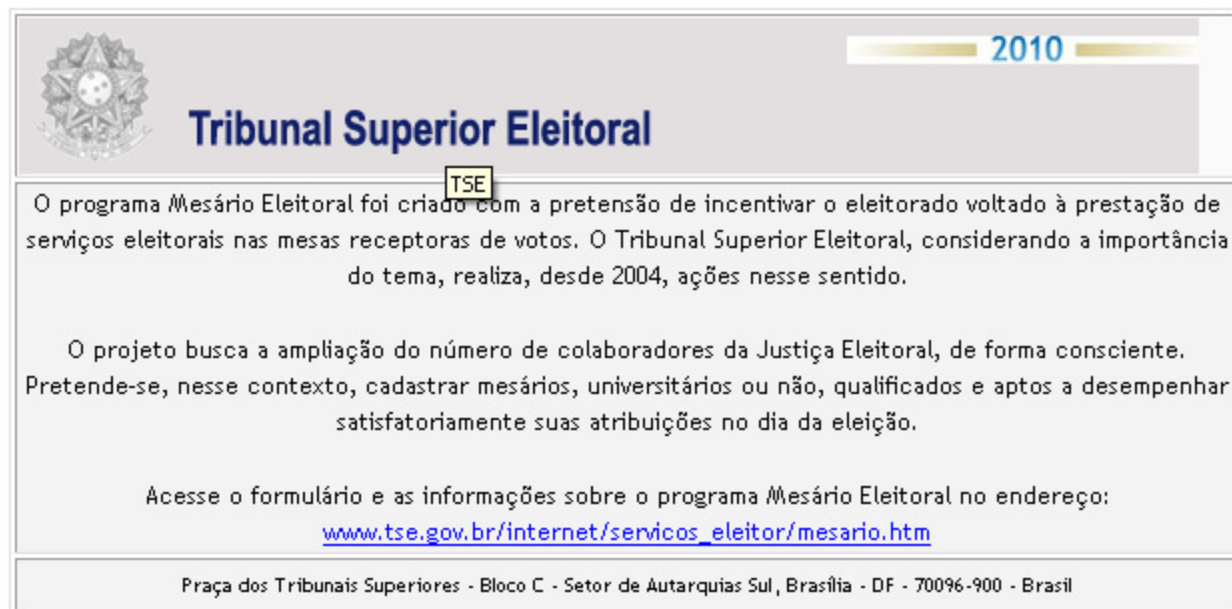 2010
Tribunal Superior Eleitoral
TSE
O programa Mesário Eleitoral foi criado com a pretensão de incentivar o eleitorado voltado à prestação de
serviços eleitorais nas mesas receptoras de votos. O Tribunal Superior Eleitoral, considerando a importância
do tema, realiza, desde 2004, ações nesse sentido.
O projeto busca a ampliação do número de colaboradores da Justiça Eleitoral, de forma consciente.
Pretende-se, nesse contexto, cadastrar mesários, universitários ou não, qualificados e aptos a desempenhar
satisfatoriamente suas atribuições no dia da eleição.
Acesse o formulário e as informações sobre o programa Mesário Eleitoral no endereço:
www.tse.gov.br/internet/servicos_eleitor/mesario.htm
Praça dos Tribunais Superiores - Bloco C - Setor de Autarquias Sul, Brasília - DF - 70096-900 - Brasil